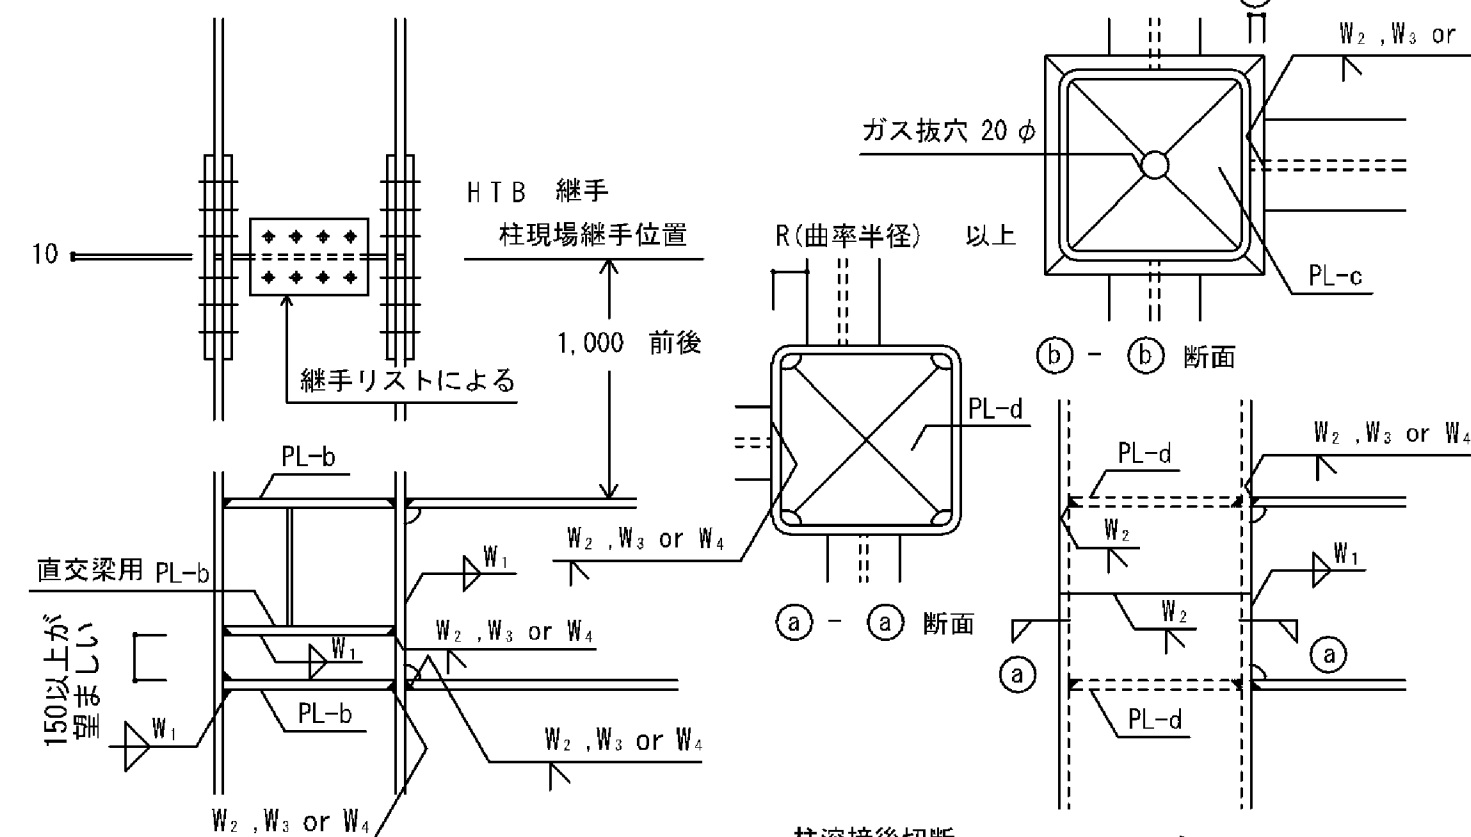 W₂ ,W₃ or
ガス抜穴 20φ
HTB 継手
柱現場継手位置
R(曲率半径) 以上
10
PL-c
1,000 前後
ⓑ - ⓑ 断面
継手リストによる
PL-d
W₂ ,W₃ or W₄
PL-b
PL-d
W₂ ,W₃ or W₄
W₂
W₁
W₁
直交梁用 PL-b
W₂
ⓐ - ⓐ 断面
W₂ ,W₃ or W₄
W₁
150以上が
望ましい
ⓐ
ⓐ
PL-b
PL-d
W₁
W₂ ,W₃ or W₄
W₂ ,W₃ or W₄